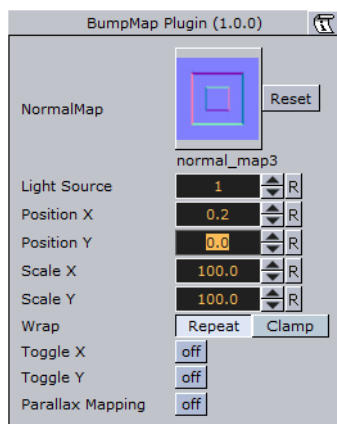 BumpMap Plugin (1.0.0)
NormalMap
Reset
normal_map3
Light Source 1 R
Position X 0.2 R
Position Y 0.0 R
Scale X 100.0 R
Scale Y 100.0 R
Wrap Repeat Clamp
Toggle X off
Toggle Y off
Parallax Mapping off